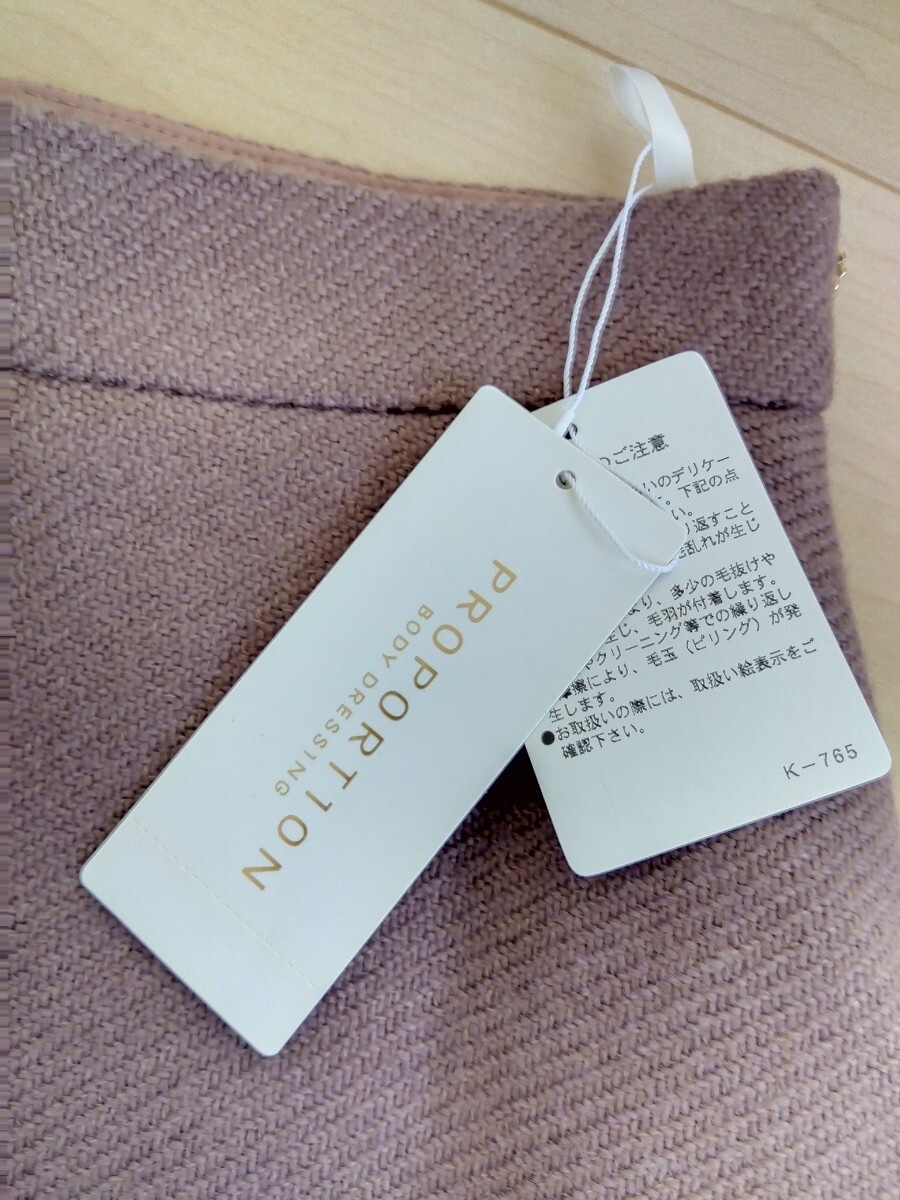 PROPORTION
BODY DRESSING
のご注意
いのデリケー
。下記の点
い。
り返すこと
毛乱れが生じ
より、多少の毛抜けや
生じ、毛羽が付着します。
やクリーニング等での繰り返し
摩擦により、毛玉（ピリング）が発
生します。
●お取扱いの際には、取扱い絵表示をご
確認下さい。
K-765